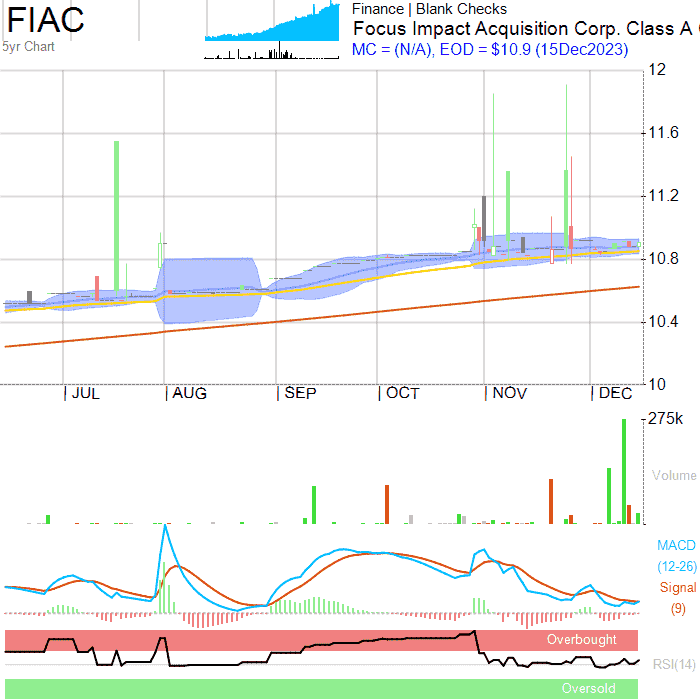 FIAC
5yr Chart
Finance | Blank Checks
Focus Impact Acquisition Corp. Class A
MC = (N/A), EOD = $10.9 (15Dec2023)
12
11.6
11.2
10.8
10.4
10
JUL
AUG
SEP
OCT
NOV
DEC
275k
Volume
MACD
(12-26)
Signal
(9)
Overbought
RSI(14)
Oversold